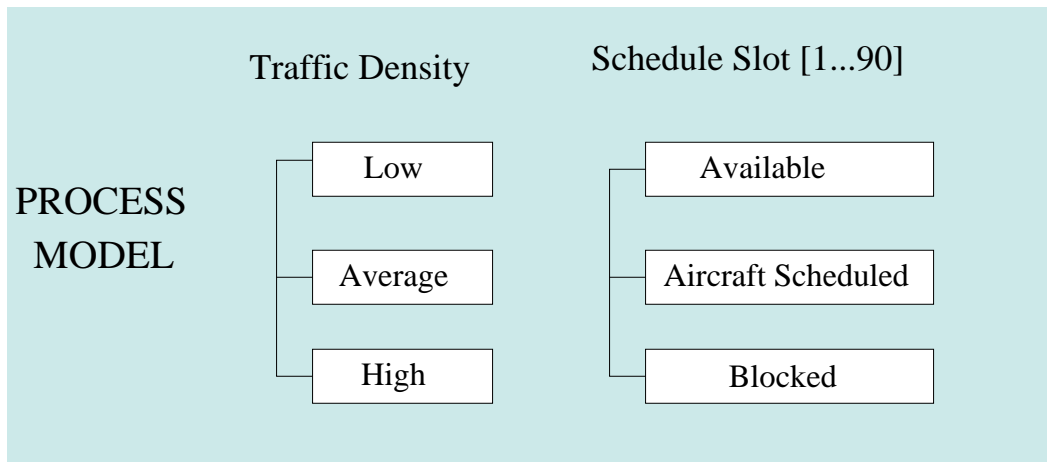 Traffic Density
Schedule Slot [1...90]
PROCESS
MODEL
Low
Average
High
Available
Aircraft Scheduled
Blocked